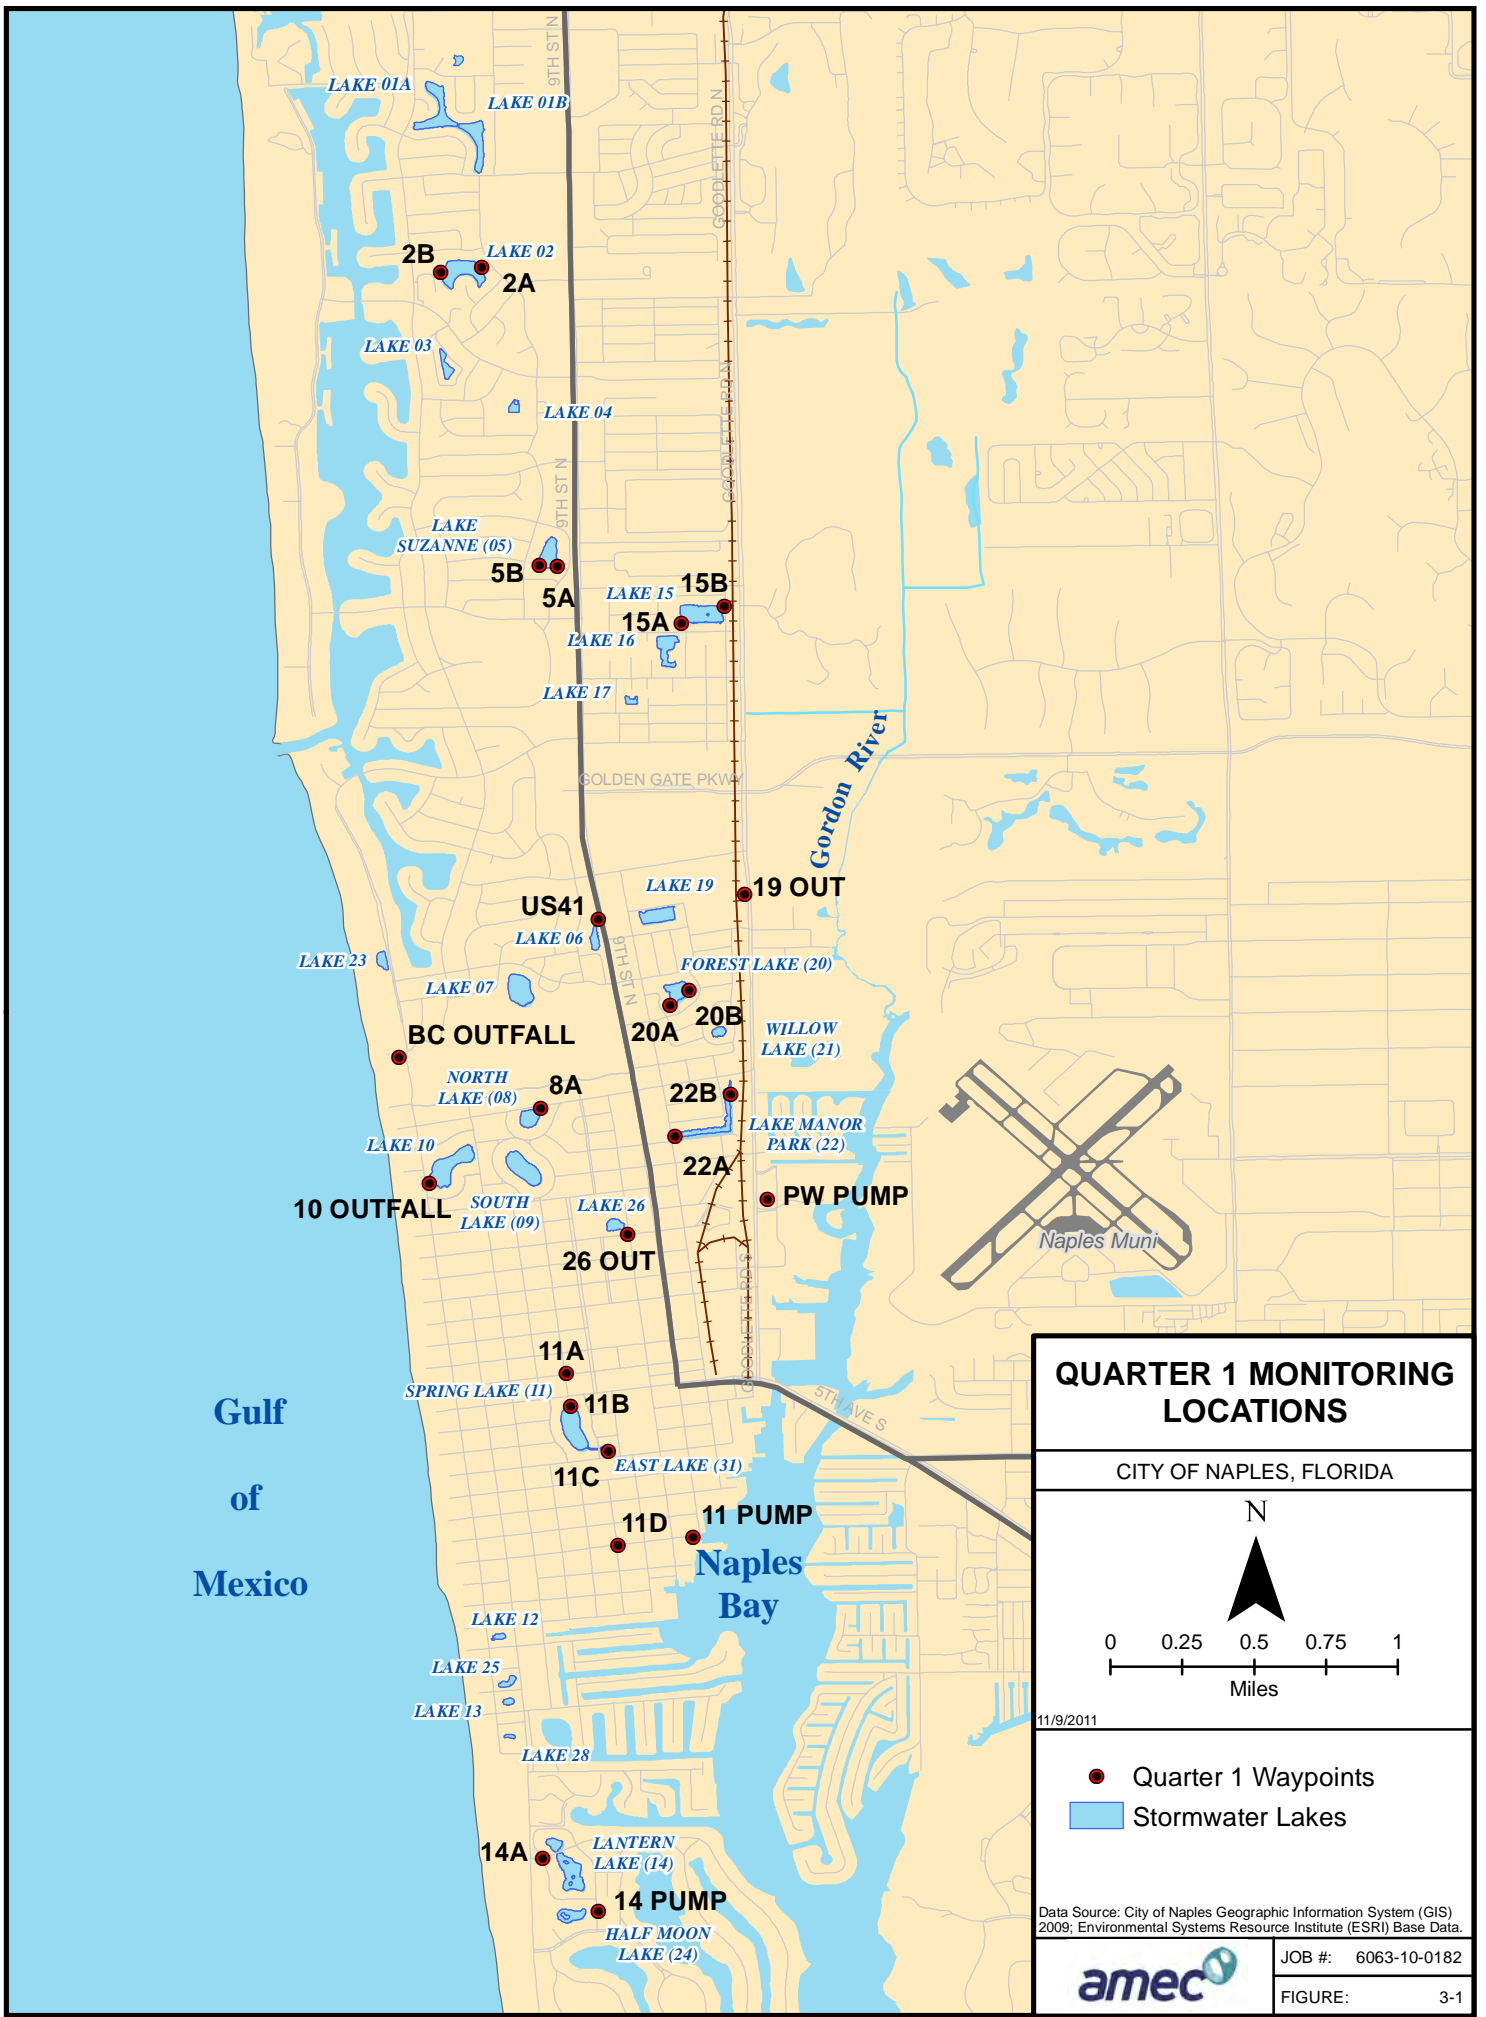 9TH ST N
LAKE 01A
LAKE 01B
GOODLETTE RD N
2B
LAKE 02
2A
LAKE 03
GOODLETTE RD N
LAKE 04
9TH ST N
LAKE
SUZANNE (05)
5B
5A
15B
LAKE 15
15A
LAKE 16
LAKE 17
Gordon River
GOLDEN GATE PKWY
19 OUT
LAKE 19
US41
LAKE 06
9TH ST N
LAKE 23
FOREST LAKE (20)
LAKE 07
20B
20A
WILLOW
LAKE (21)
BC OUTFALL
NORTH
LAKE (08)
8A
22B
LAKE MANOR
PARK (22)
LAKE 10
22A
10 OUTFALL
SOUTH
LAKE (09)
PW PUMP
LAKE 26
26 OUT
Naples Muni
GOODLETTE RD S
11A
SPRING LAKE (11)
11B
5TH AVE S
11C
EAST LAKE (31)
11D
11 PUMP
Gulf
of
Mexico
Naples
Bay
LAKE 12
LAKE 25
LAKE 13
LAKE 28
14A
LANTERN
LAKE (14)
14 PUMP
HALF MOON
LAKE (24)
QUARTER 1 MONITORING
LOCATIONS
CITY OF NAPLES, FLORIDA
N
0 0.25 0.5 0.75 1
Miles
11/9/2011
Quarter 1 Waypoints
Stormwater Lakes
Data Source: City of Naples Geographic Information System (GIS)
2009; Environmental Systems Resource Institute (ESRI) Base Data.
amec
JOB #: 6063-10-0182
FIGURE: 3-1